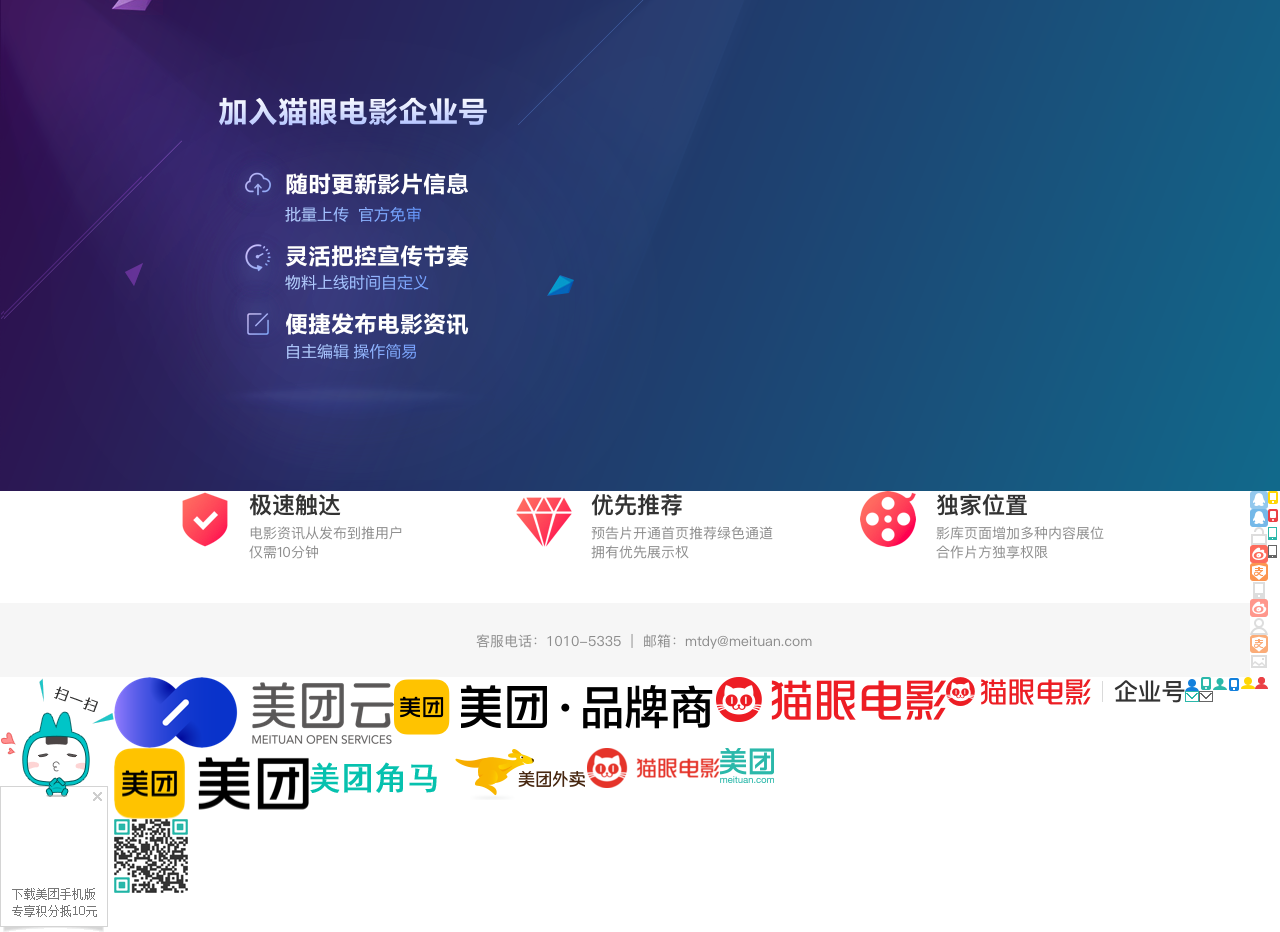 加入猫眼电影企业号
随时更新影片信息
批量上传 官方免审
灵活把控宣传节奏
物料上线时间自定义
便捷发布电影资讯
自主编辑 操作简易
极速触达
电影资讯从发布到推用户
仅需10分钟
优先推荐
预告片开通首页推荐绿色通道
拥有优先展示权
独家位置
影库页面增加多种内容展位
合作片方独享权限
客服电话：1010-5335 | 邮箱：mtdy@meituan.com
扫一扫
美团云
MEITUAN OPEN SERVICES
美团 美团·品牌商
猫眼电影
猫眼电影 | 企业号
美团 美团
美团角马
美团外卖
猫眼电影
美团
meituan.com
下载美团手机版
专享积分抵10元